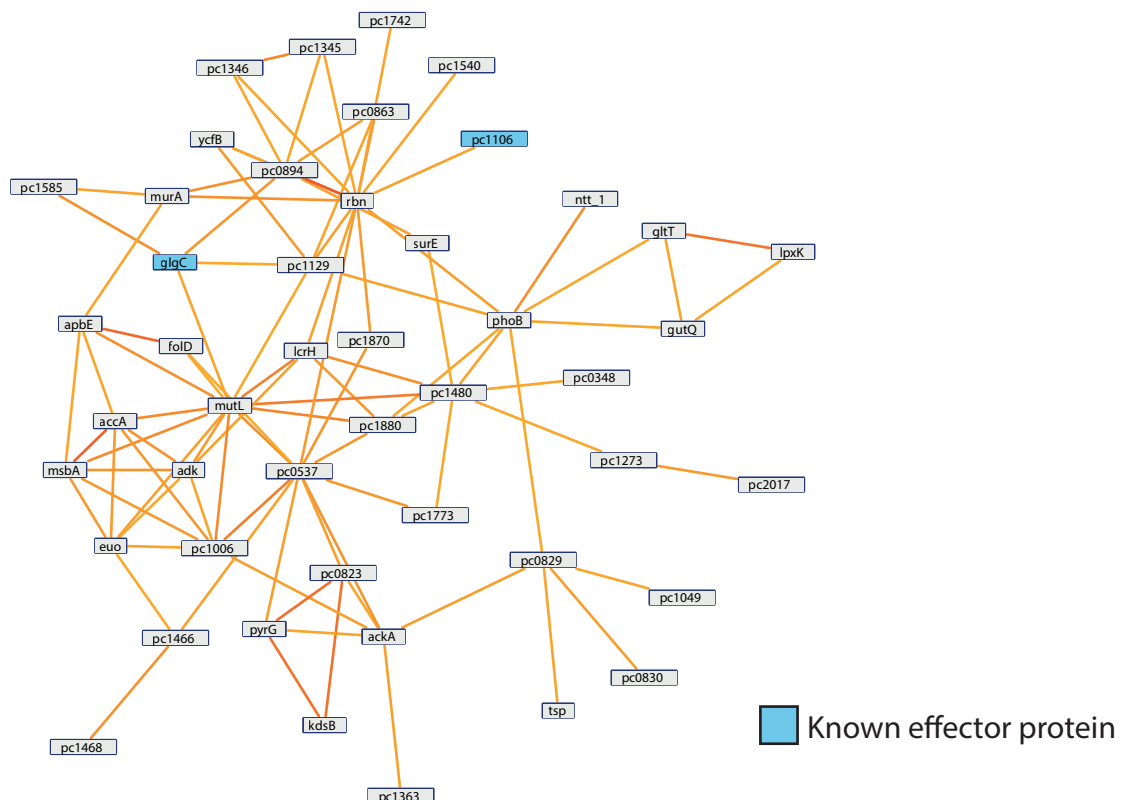 pc1742
pc1345
pc1346
pc1540
pc0863
ycfB
pc1106
pc0894
pc1585
murA
rbn
ntt_1
gltT
surE
lpxK
glgC
pc1129
apbE
phoB
gutQ
folD
lcrH
pc1870
pc0348
pc1480
mutL
accA
pc1880
pc1273
msbA
adk
pc0537
pc2017
pc1773
euo
pc1006
pc0829
pc0823
pc1049
pyrG
ackA
pc1466
pc0830
tsp
kdsB
Known effector protein
pc1468
pc1363